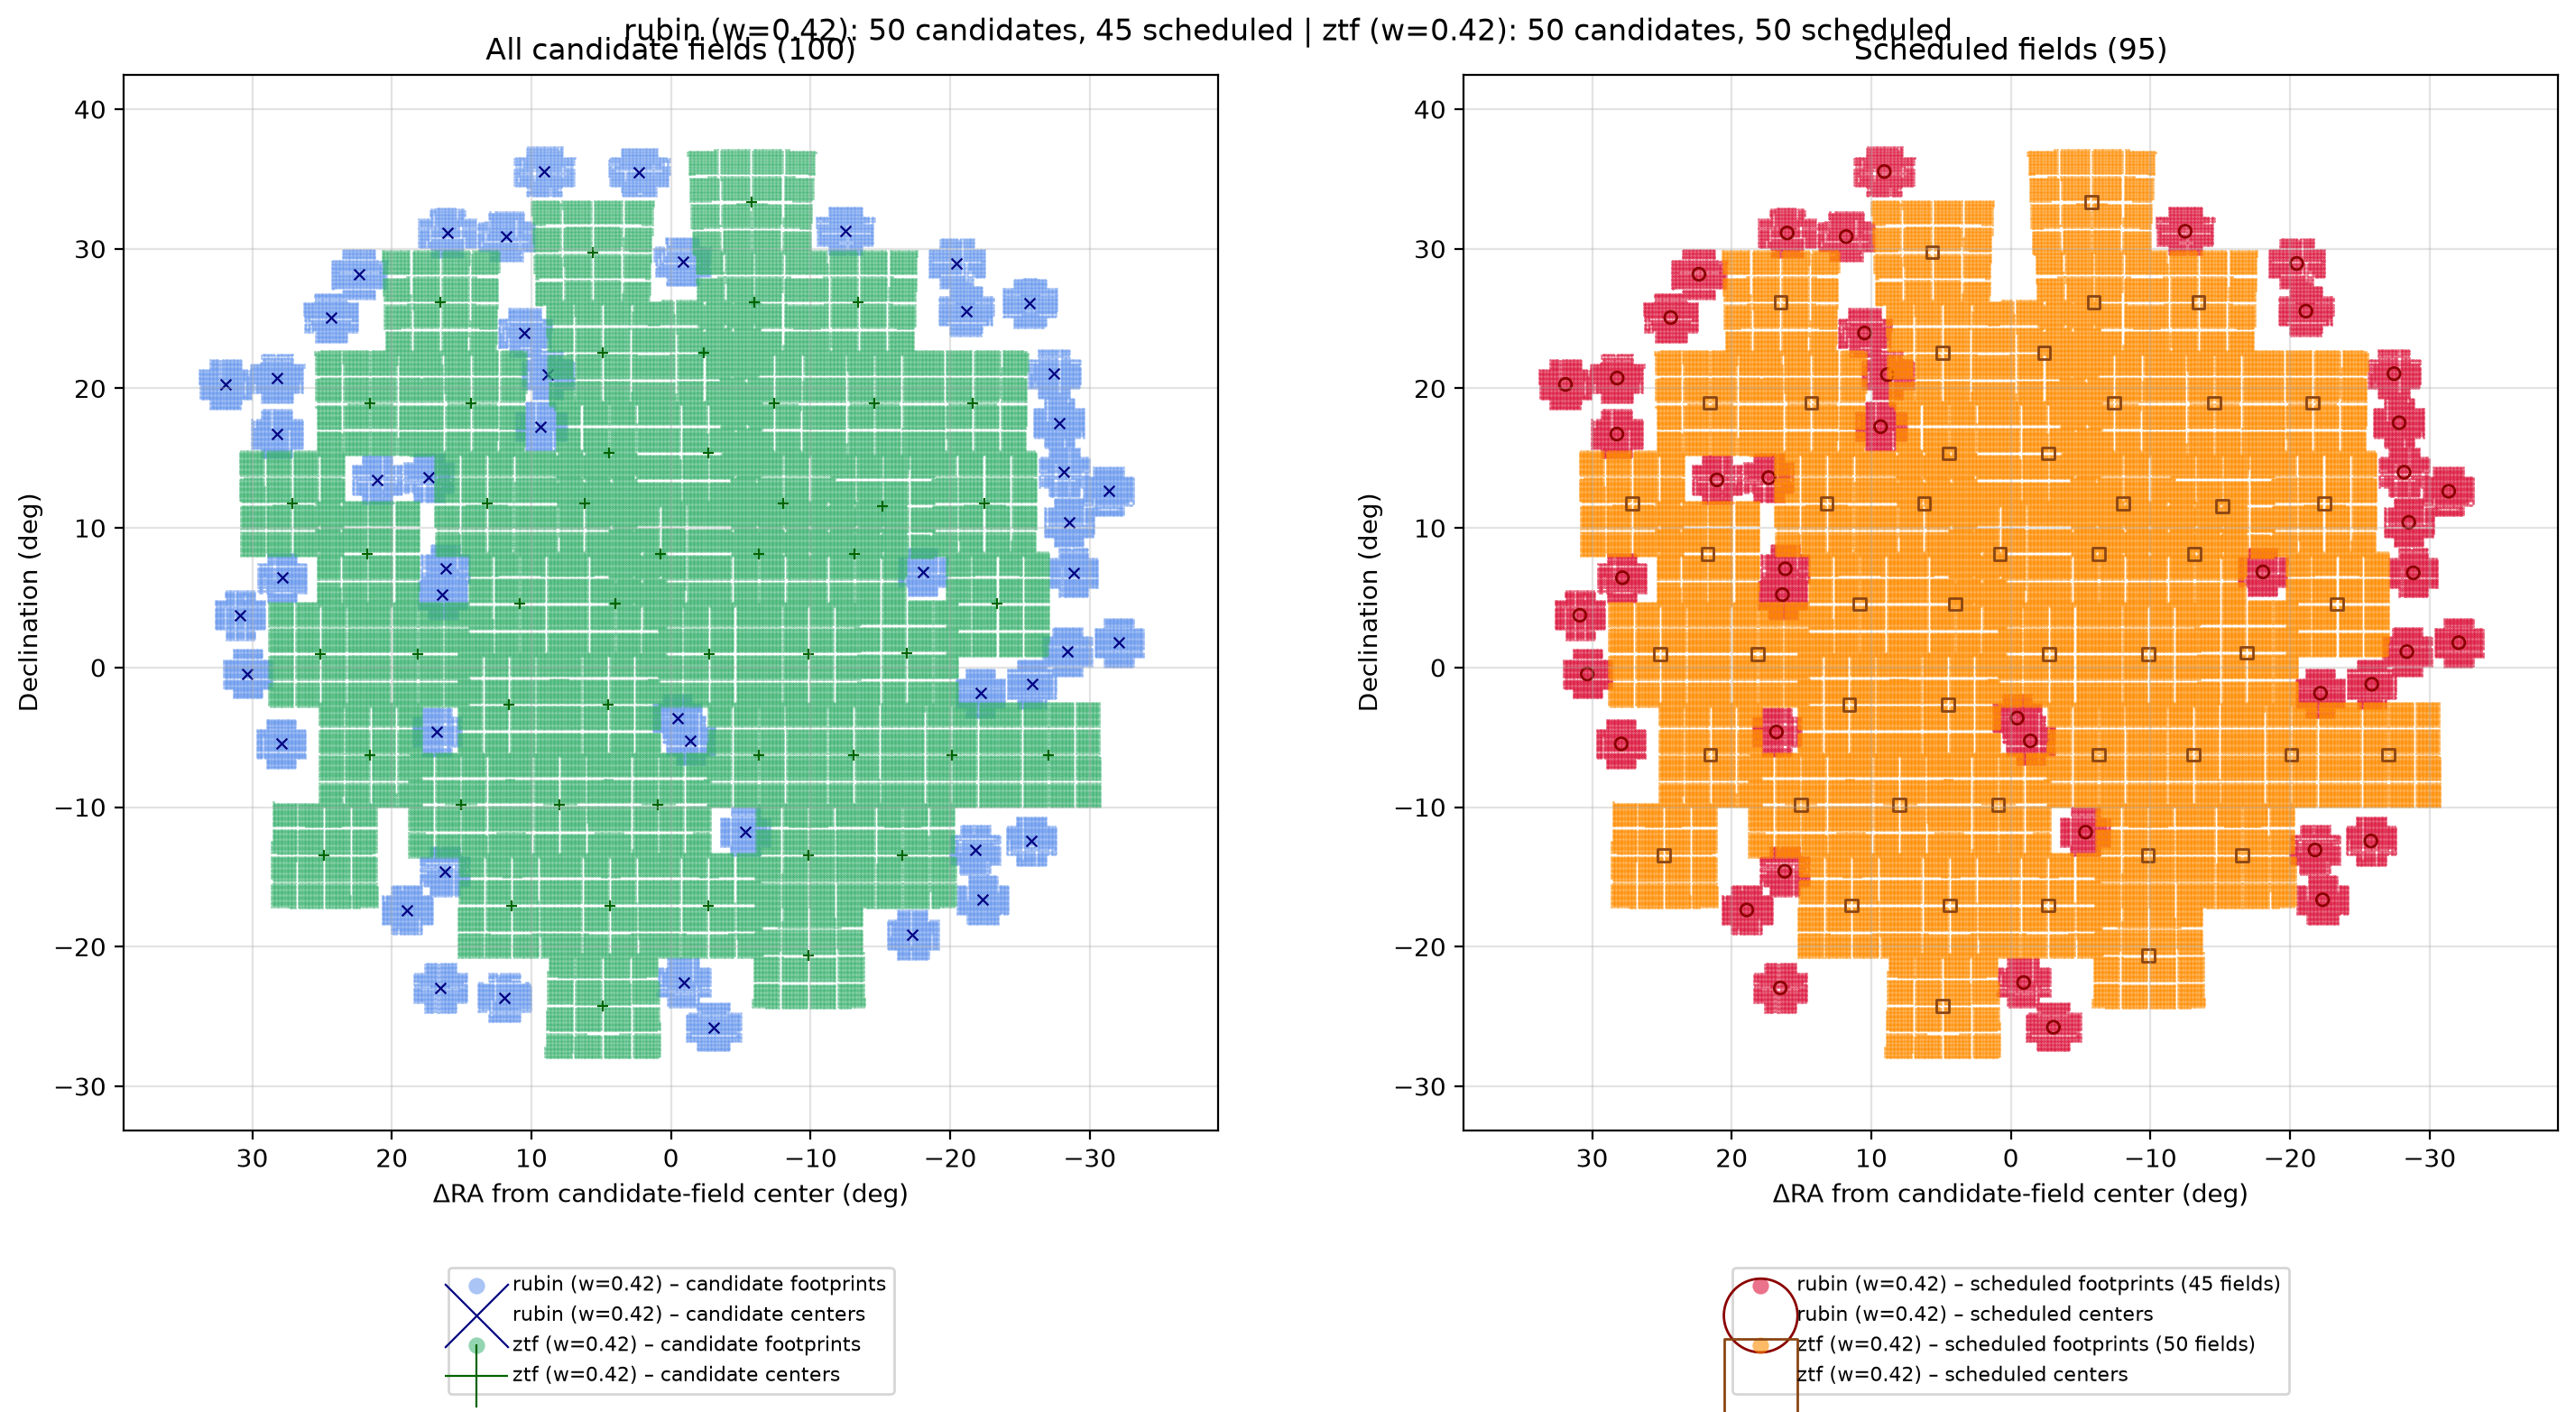 rubin (w=0.42): 50 candidates, 45 scheduled | ztf (w=0.42): 50 candidates, 50 scheduled
All candidate fields (100)
40
30
20
10
0
−10
−20
−30
Declination (deg)
30 20 10 0 −10 −20 −30
ΔRA from candidate-field center (deg)
rubin (w=0.42) – candidate footprints
rubin (w=0.42) – candidate centers
ztf (w=0.42) – candidate footprints
ztf (w=0.42) – candidate centers
Scheduled fields (95)
40
30
20
10
0
−10
−20
−30
Declination (deg)
30 20 10 0 −10 −20 −30
ΔRA from candidate-field center (deg)
rubin (w=0.42) – scheduled footprints (45 fields)
rubin (w=0.42) – scheduled centers
ztf (w=0.42) – scheduled footprints (50 fields)
ztf (w=0.42) – scheduled centers